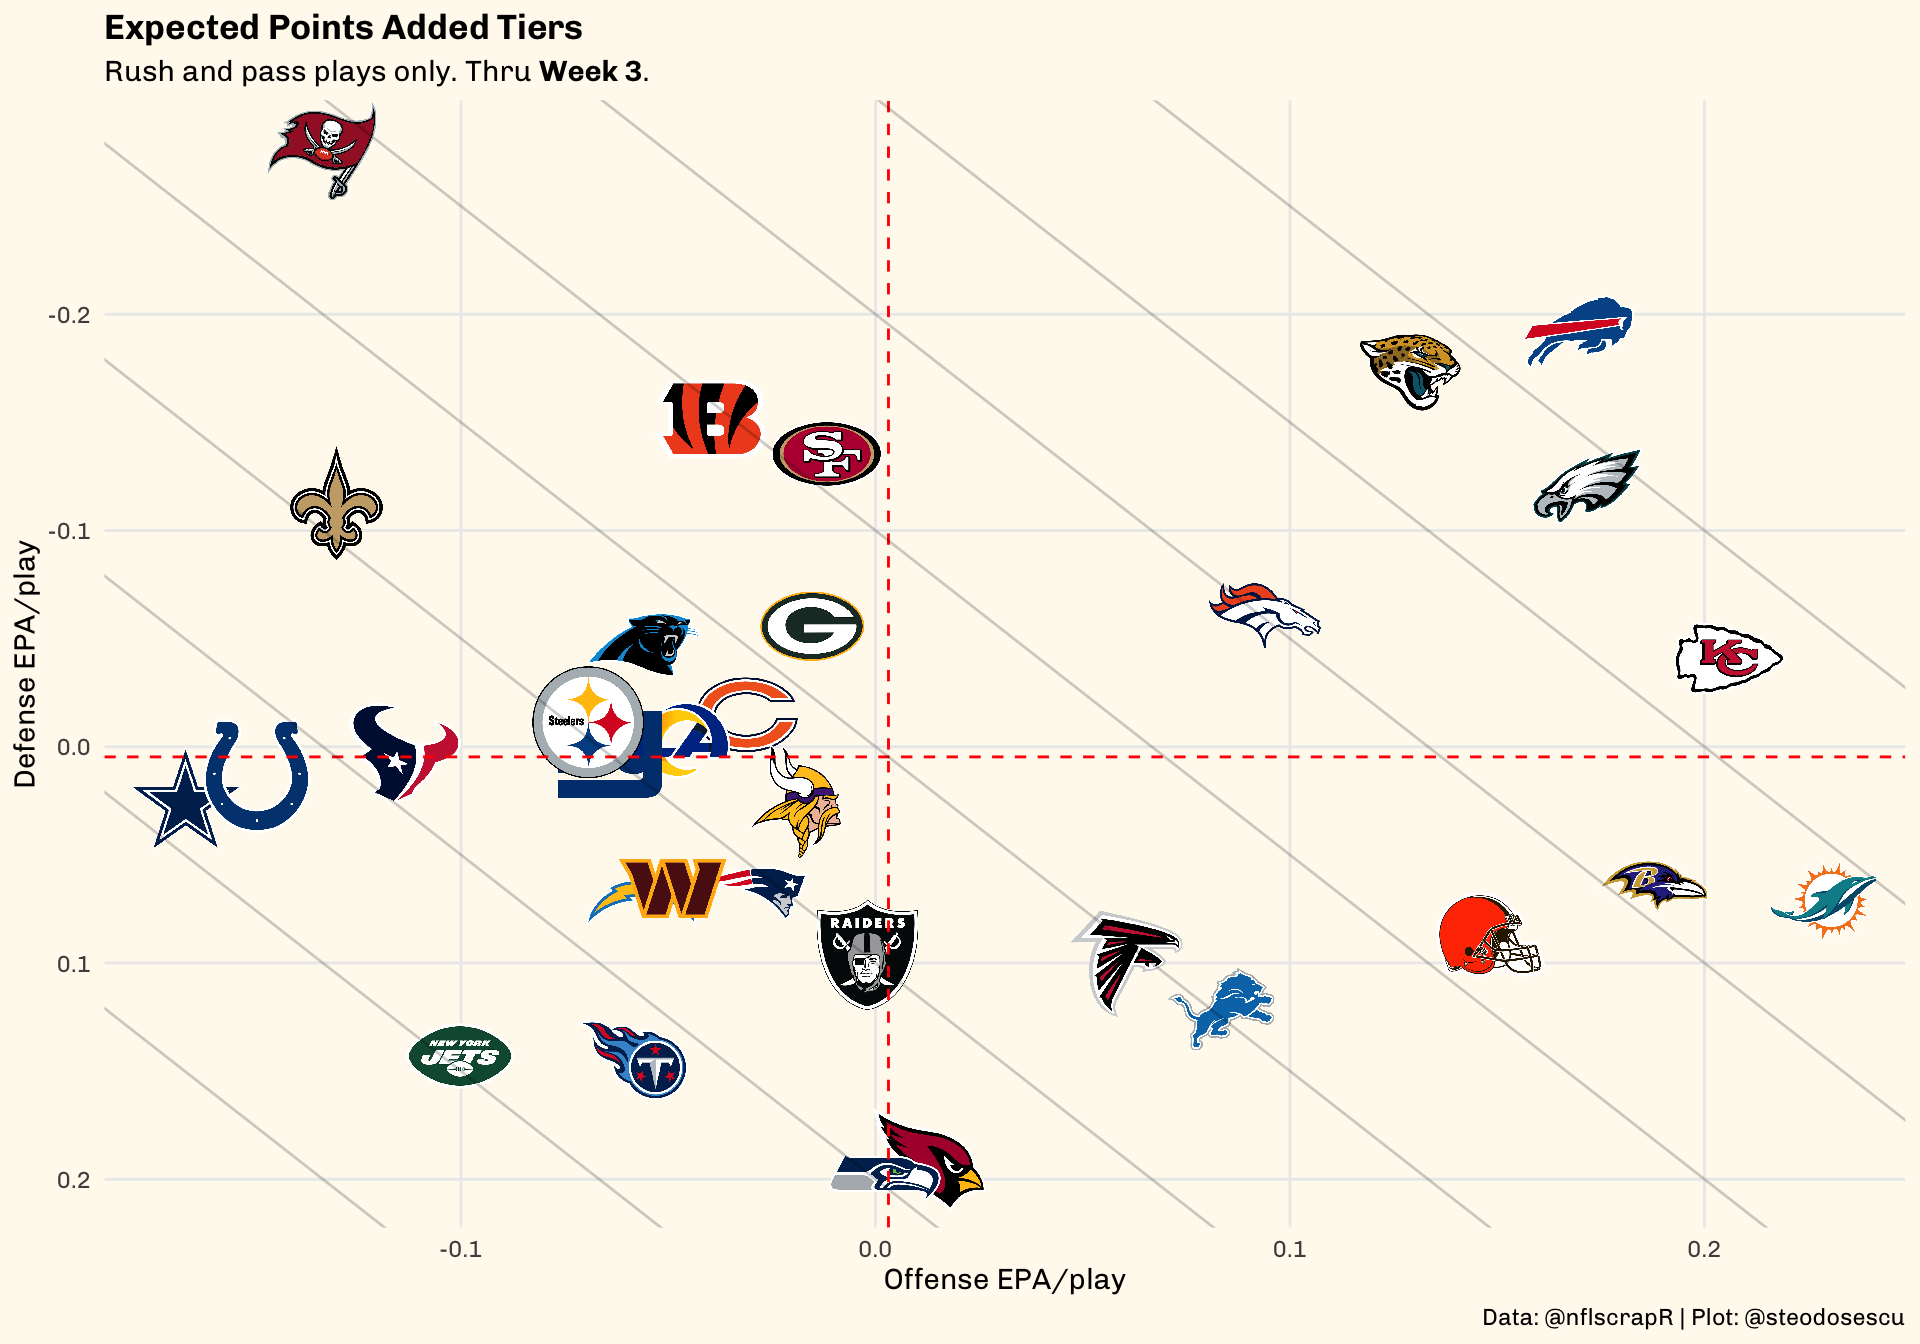 Expected Points Added Tiers
Rush and pass plays only. Thru Week 3.
Defense EPA/play
-0.2
-0.1
0.0
0.1
0.2
Steelers
RAIDERS
NEW YORK
JETS
-0.1
0.0
0.1
0.2
Offense EPA/play
Data: @nflscrapR | Plot: @steodosescu